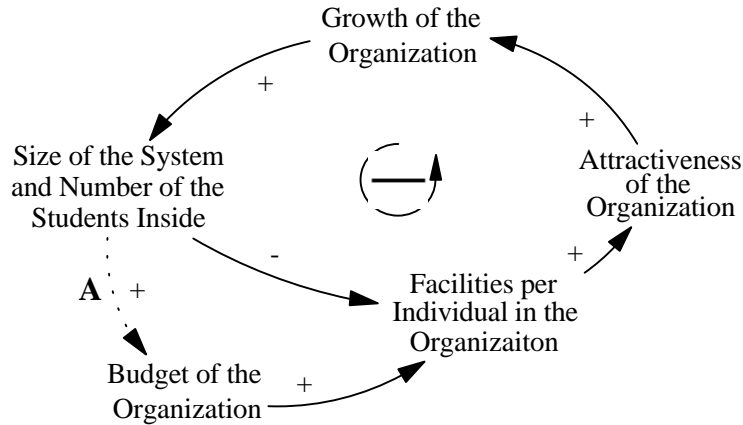 Growth of the
Organization
+
+
Size of the System
and Number of the
Students Inside
Attractiveness
of the
Organization
-
+
A +
Facilities per
Individual in the
Organizaiton
Budget of the
Organization
+